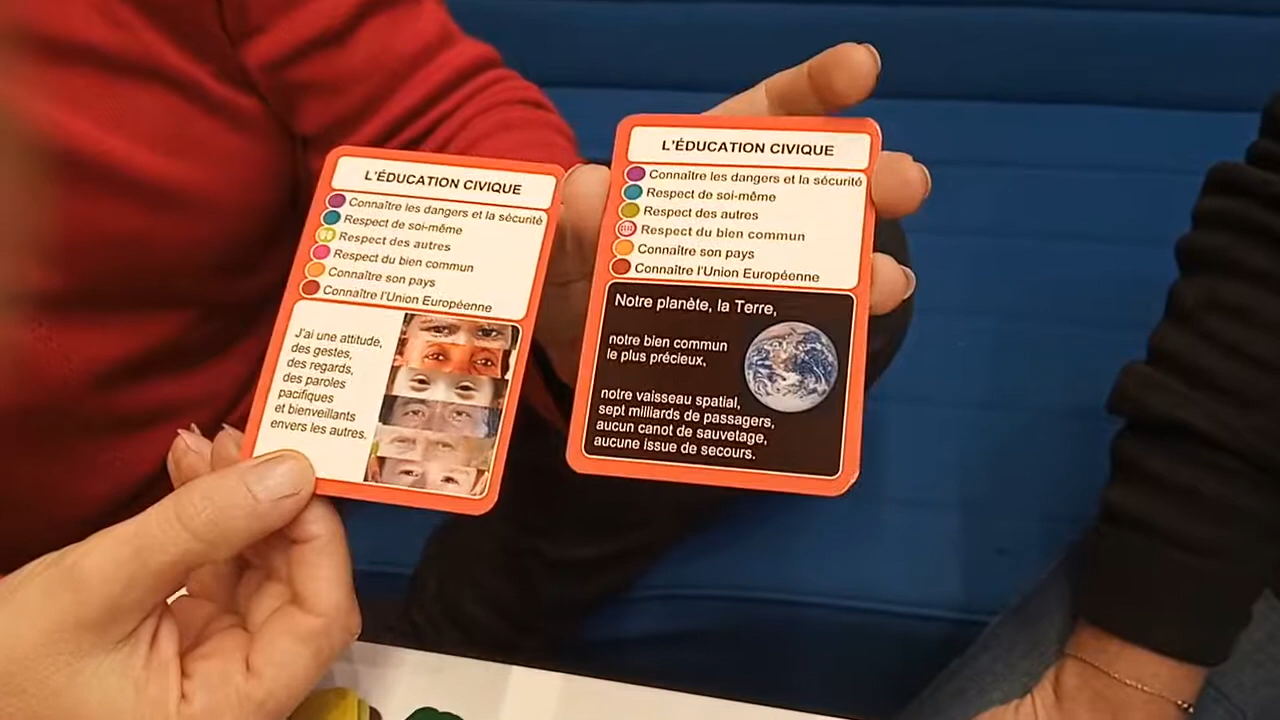 L'ÉDUCATION CIVIQUE
Connaître les dangers et la sécurité
Respect de soi-même
Respect des autres
Respect du bien commun
Connaître son pays
Connaître l'Union Européenne
J'ai une attitude,
des gestes,
des regards,
des paroles
pacifiques
et bienveillants
envers les autres.
L'ÉDUCATION CIVIQUE
Connaître les dangers et la sécurité
Respect de soi-même
Respect des autres
Respect du bien commun
Connaître son pays
Connaître l'Union Européenne
Notre planète, la Terre,
notre bien commun
le plus précieux,
notre vaisseau spatial,
sept milliards de passagers,
aucun canot de sauvetage,
aucune issue de secours.